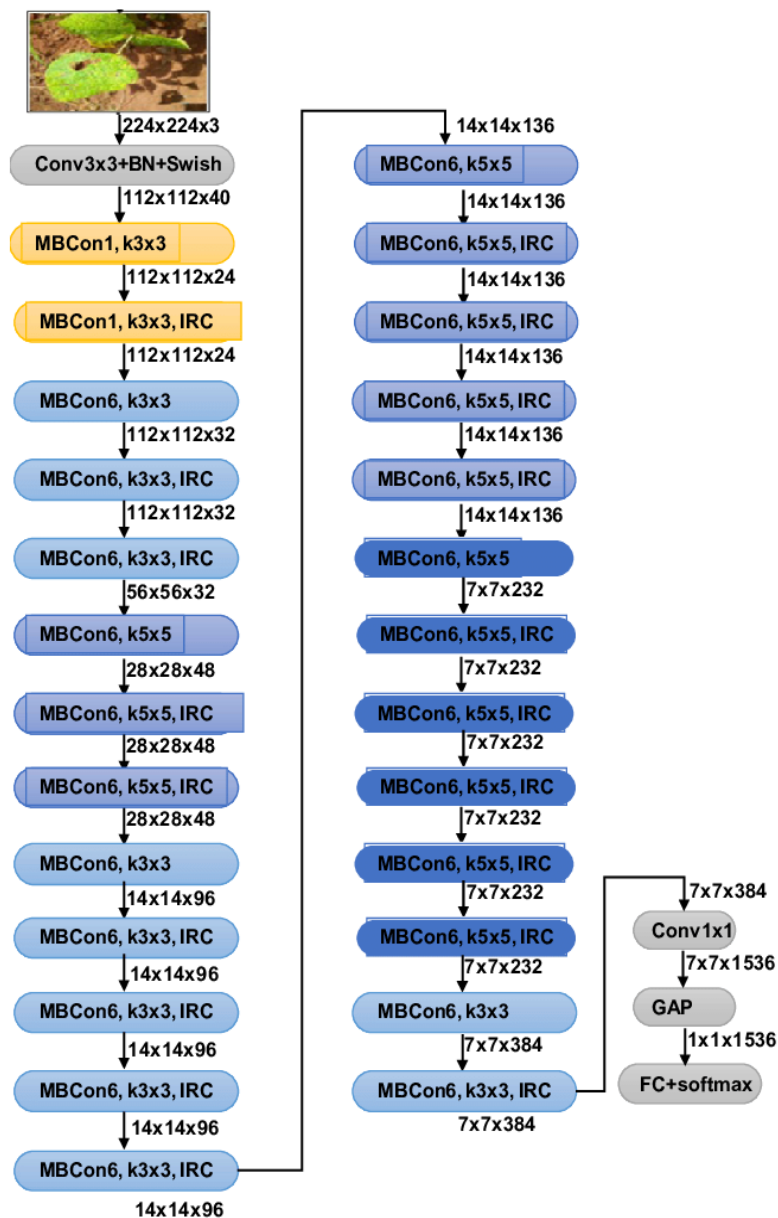 224x224x3
Conv3x3+BN+Swish
112x112x40
MBCon1, k3x3
112x112x24
MBCon1, k3x3, IRC
112x112x24
MBCon6, k3x3
112x112x32
MBCon6, k3x3, IRC
112x112x32
MBCon6, k3x3, IRC
56x56x32
MBCon6, k5x5
28x28x48
MBCon6, k5x5, IRC
28x28x48
MBCon6, k5x5, IRC
28x28x48
MBCon6, k3x3
14x14x96
MBCon6, k3x3, IRC
14x14x96
MBCon6, k3x3, IRC
14x14x96
MBCon6, k3x3, IRC
14x14x96
MBCon6, k3x3, IRC
14x14x96
14x14x136
MBCon6, k5x5
14x14x136
MBCon6, k5x5, IRC
14x14x136
MBCon6, k5x5, IRC
14x14x136
MBCon6, k5x5, IRC
14x14x136
MBCon6, k5x5, IRC
14x14x136
MBCon6, k5x5
7x7x232
MBCon6, k5x5, IRC
7x7x232
MBCon6, k5x5, IRC
7x7x232
MBCon6, k5x5, IRC
7x7x232
MBCon6, k5x5, IRC
7x7x232
MBCon6, k5x5, IRC
7x7x232
MBCon6, k3x3
7x7x384
MBCon6, k3x3, IRC
7x7x384
7x7x384
Conv1x1
7x7x1536
GAP
1x1x1536
FC+softmax